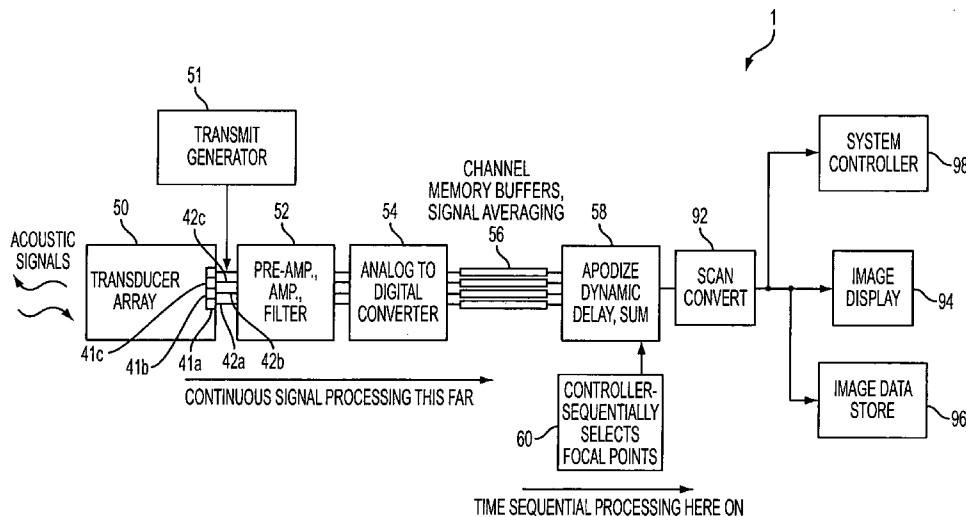 1
51
TRANSMIT
GENERATOR
SYSTEM
CONTROLLER
98
CHANNEL
MEMORY BUFFERS,
SIGNAL AVERAGING
50
42c
52
54
56
58
92
ACOUSTIC
SIGNALS
TRANSDUCER
ARRAY
PRE-AMP.,
AMP.,
FILTER
ANALOG TO
DIGITAL
CONVERTER
APODIZE
DYNAMIC
DELAY, SUM
SCAN
CONVERT
IMAGE
DISPLAY
94
41c
41b
41a
42a
42b
CONTINUOUS SIGNAL PROCESSING THIS FAR
CONTROLLER-
SEQUENTIALLY
SELECTS
FOCAL POINTS
60
IMAGE DATA
STORE
96
TIME SEQUENTIAL PROCESSING HERE ON